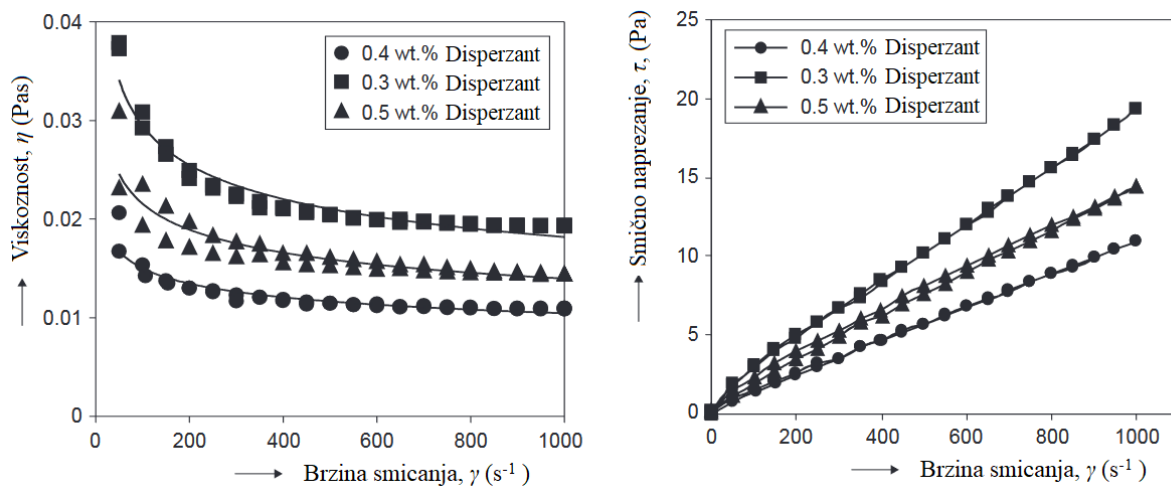 0.04
0.03
0.02
0.01
0
Viskoznost, η (Pas)
0.4 wt.% Disperzant
0.3 wt.% Disperzant
0.5 wt.% Disperzant
0 200 400 600 800 1000
Brzina smicanja, γ (s⁻¹ )
25
20
15
10
5
0
Smično naprezanje, τ, (Pa)
0.4 wt.% Disperzant
0.3 wt.% Disperzant
0.5 wt.% Disperzant
0 200 400 600 800 1000
Brzina smicanja, γ (s⁻¹ )